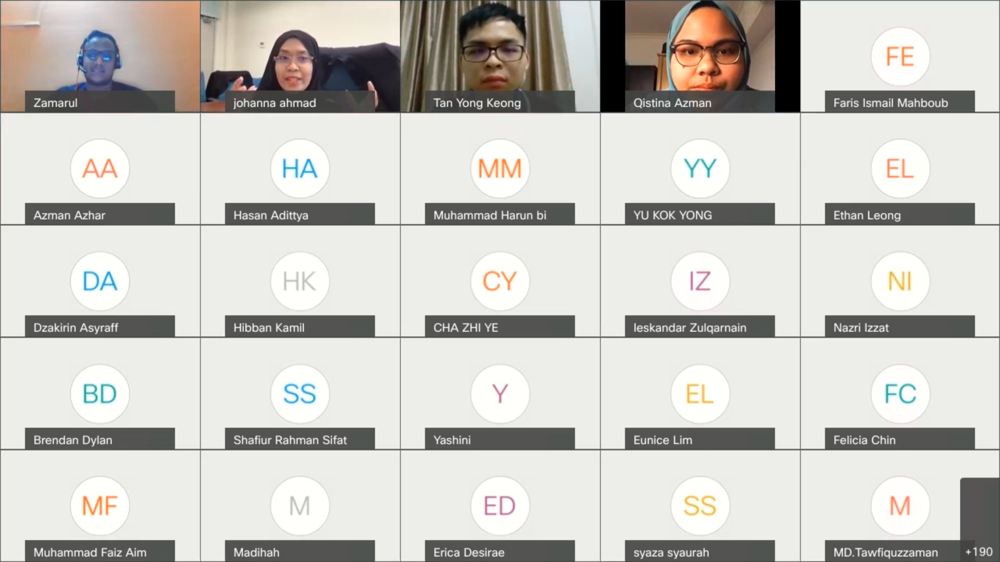 Zamarul
johanna ahmad
Tan Yong Keong
Qistina Azman
FE
Faris Ismail Mahboub
AA
Azman Azhar
HA
Hasan Adittya
MM
Muhammad Harun bi
YY
YU KOK YONG
EL
Ethan Leong
DA
Dzakirin Asyraff
HK
Hibban Kamil
CY
CHA ZHI YE
IZ
Ieskandar Zulqarnain
NI
Nazri Izzat
BD
Brendan Dylan
SS
Shafiur Rahman Sifat
Y
Yashini
EL
Eunice Lim
FC
Felicia Chin
MF
Muhammad Faiz Aim
M
Madihah
ED
Erica Desirae
SS
syaza syaurah
M
MD.Tawfiquzzaman
+190